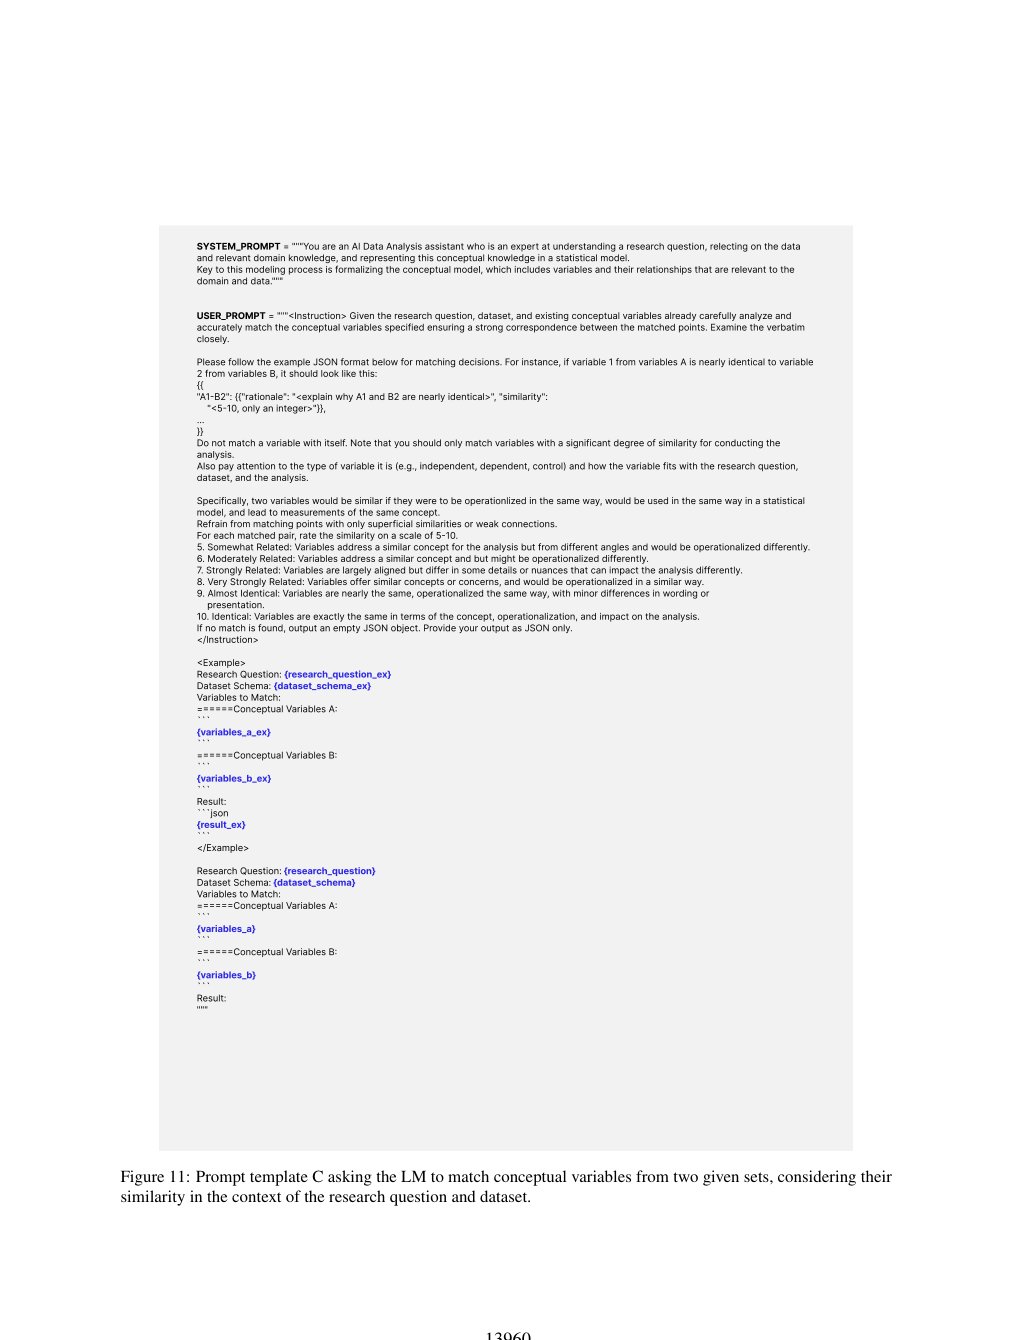 SYSTEM_PROMPT = """You are an AI Data Analysis assistant who is an expert at understanding a research question, relecting on the data
and relevant domain knowledge, and representing this conceptual knowledge in a statistical model.
Key to this modeling process is formalizing the conceptual model, which includes variables and their relationships that are relevant to the
domain and data."""
USER_PROMPT = """<Instruction> Given the research question, dataset, and existing conceptual variables already carefully analyze and
accurately match the conceptual variables specified ensuring a strong correspondence between the matched points. Examine the verbatim
closely.
Please follow the example JSON format below for matching decisions. For instance, if variable 1 from variables A is nearly identical to variable
2 from variables B, it should look like this:
{{
"A1-B2": {{"rationale": "<explain why A1 and B2 are nearly identical>", "similarity":
"<5-10, only an integer>"}},
...
}}
Do not match a variable with itself. Note that you should only match variables with a significant degree of similarity for conducting the
analysis.
Also pay attention to the type of variable it is (e.g., independent, dependent, control) and how the variable fits with the research question,
dataset, and the analysis.
Specifically, two variables would be similar if they were to be operationlized in the same way, would be used in the same way in a statistical
model, and lead to measurements of the same concept.
Refrain from matching points with only superficial similarities or weak connections.
For each matched pair, rate the similarity on a scale of 5-10.
5. Somewhat Related: Variables address a similar concept for the analysis but from different angles and would be operationalized differently.
6. Moderately Related: Variables address a similar concept and but might be operationalized differently.
7. Strongly Related: Variables are largely aligned but differ in some details or nuances that can impact the analysis differently.
8. Very Strongly Related: Variables offer similar concepts or concerns, and would be operationalized in a similar way.
9. Almost Identical: Variables are nearly the same, operationalized the same way, with minor differences in wording or
presentation.
10. Identical: Variables are exactly the same in terms of the concept, operationalization, and impact on the analysis.
If no match is found, output an empty JSON object. Provide your output as JSON only.
</Instruction>
<Example>
Research Question: {research_question_ex}
Dataset Schema: {dataset_schema_ex}
Variables to Match:
======Conceptual Variables A:
```
{variables_a_ex}
```
======Conceptual Variables B:
```
{variables_b_ex}
```
Result:
```json
{result_ex}
```
</Example>
Research Question: {research_question}
Dataset Schema: {dataset_schema}
Variables to Match:
======Conceptual Variables A:
```
{variables_a}
```
======Conceptual Variables B:
```
{variables_b}
```
Result:
"""
Figure 11: Prompt template C asking the LM to match conceptual variables from two given sets, considering their
similarity in the context of the research question and dataset.
13960